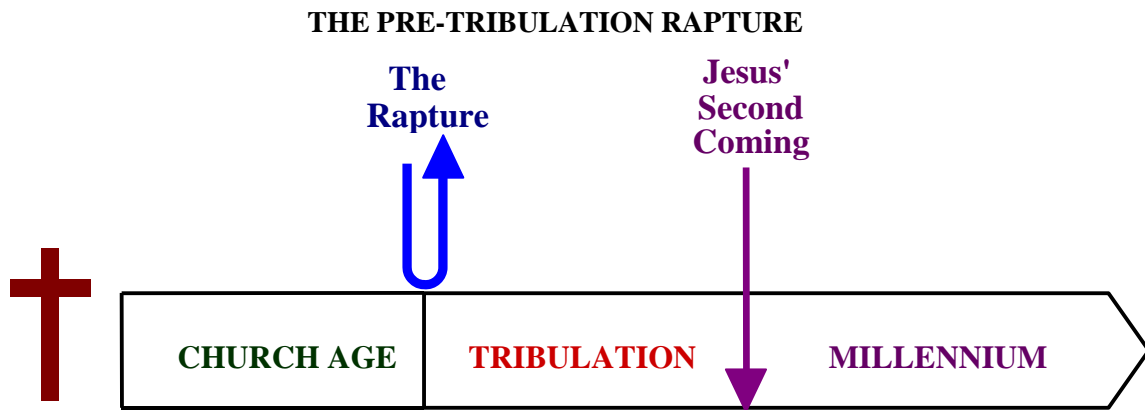 THE PRE-TRIBULATION RAPTURE
The
Rapture
Jesus'
Second
Coming
CHURCH AGE
TRIBULATION
MILLENNIUM